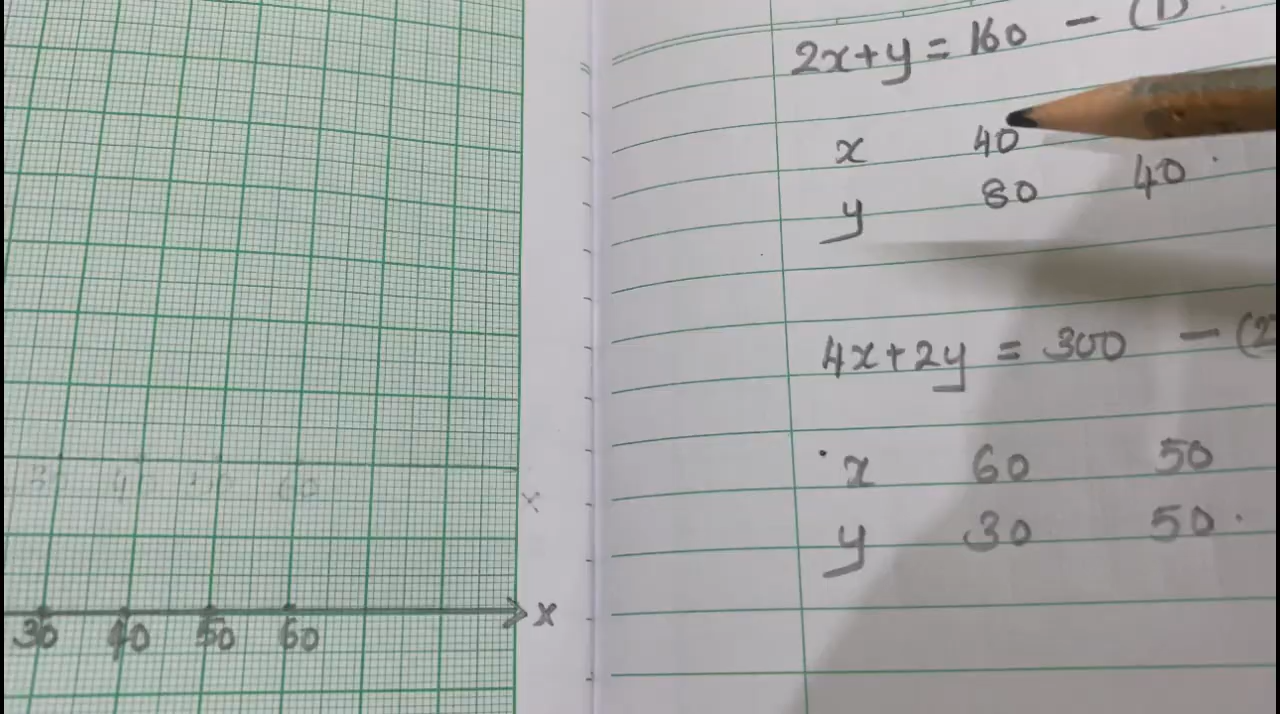 2x+y = 160 – (1)
x 40
y 80 40
4x+2y = 300 – (2
x 60 50
y 30 50
x
30 40 50 60